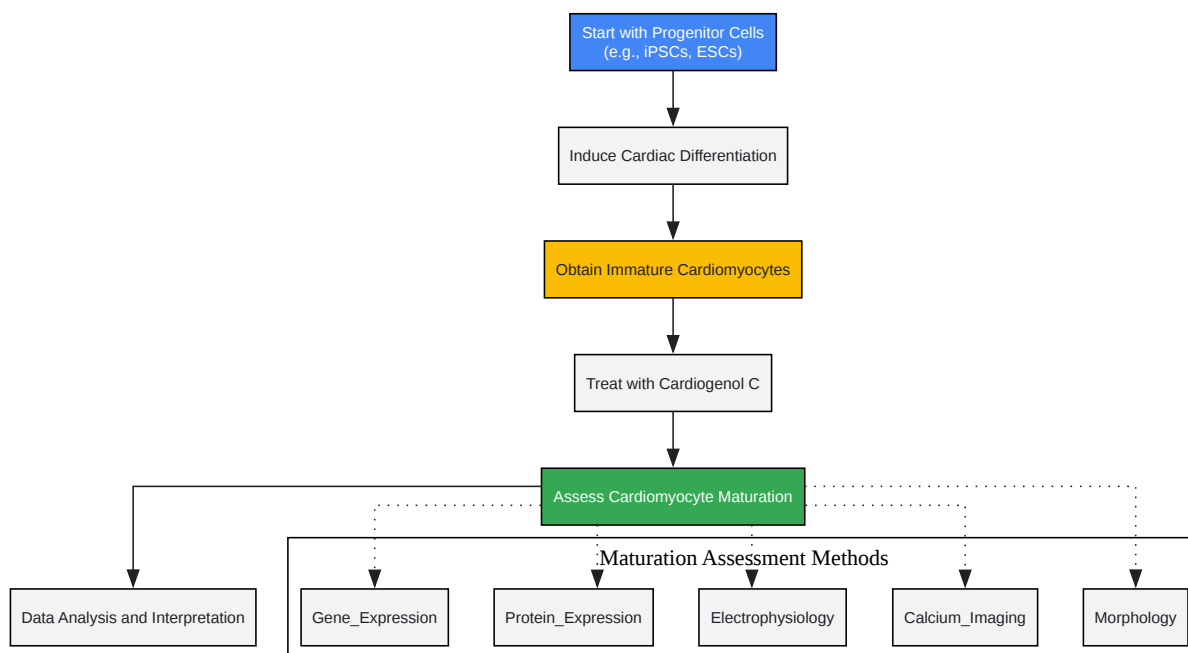 Start with Progenitor Cells
(e.g., iPSCs, ESCs)
Induce Cardiac Differentiation
Obtain Immature Cardiomyocytes
Treat with Cardiogenol C
Assess Cardiomyocyte Maturation
Maturation Assessment Methods
Data Analysis and Interpretation
Gene_Expression
Protein_Expression
Electrophysiology
Calcium_Imaging
Morphology